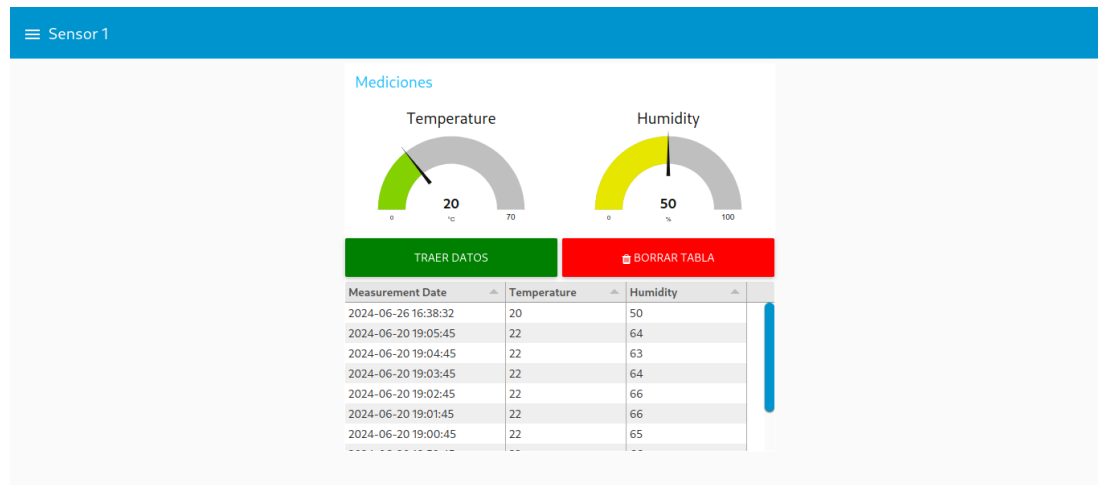 Sensor 1
Mediciones
Temperature
Humidity
20
0 °C 70
50
0 % 100
TRAER DATOS
BORRAR TABLA
Measurement Date Temperature Humidity
2024-06-26 16:38:32 20 50
2024-06-20 19:05:45 22 64
2024-06-20 19:04:45 22 63
2024-06-20 19:03:45 22 64
2024-06-20 19:02:45 22 66
2024-06-20 19:01:45 22 66
2024-06-20 19:00:45 22 65